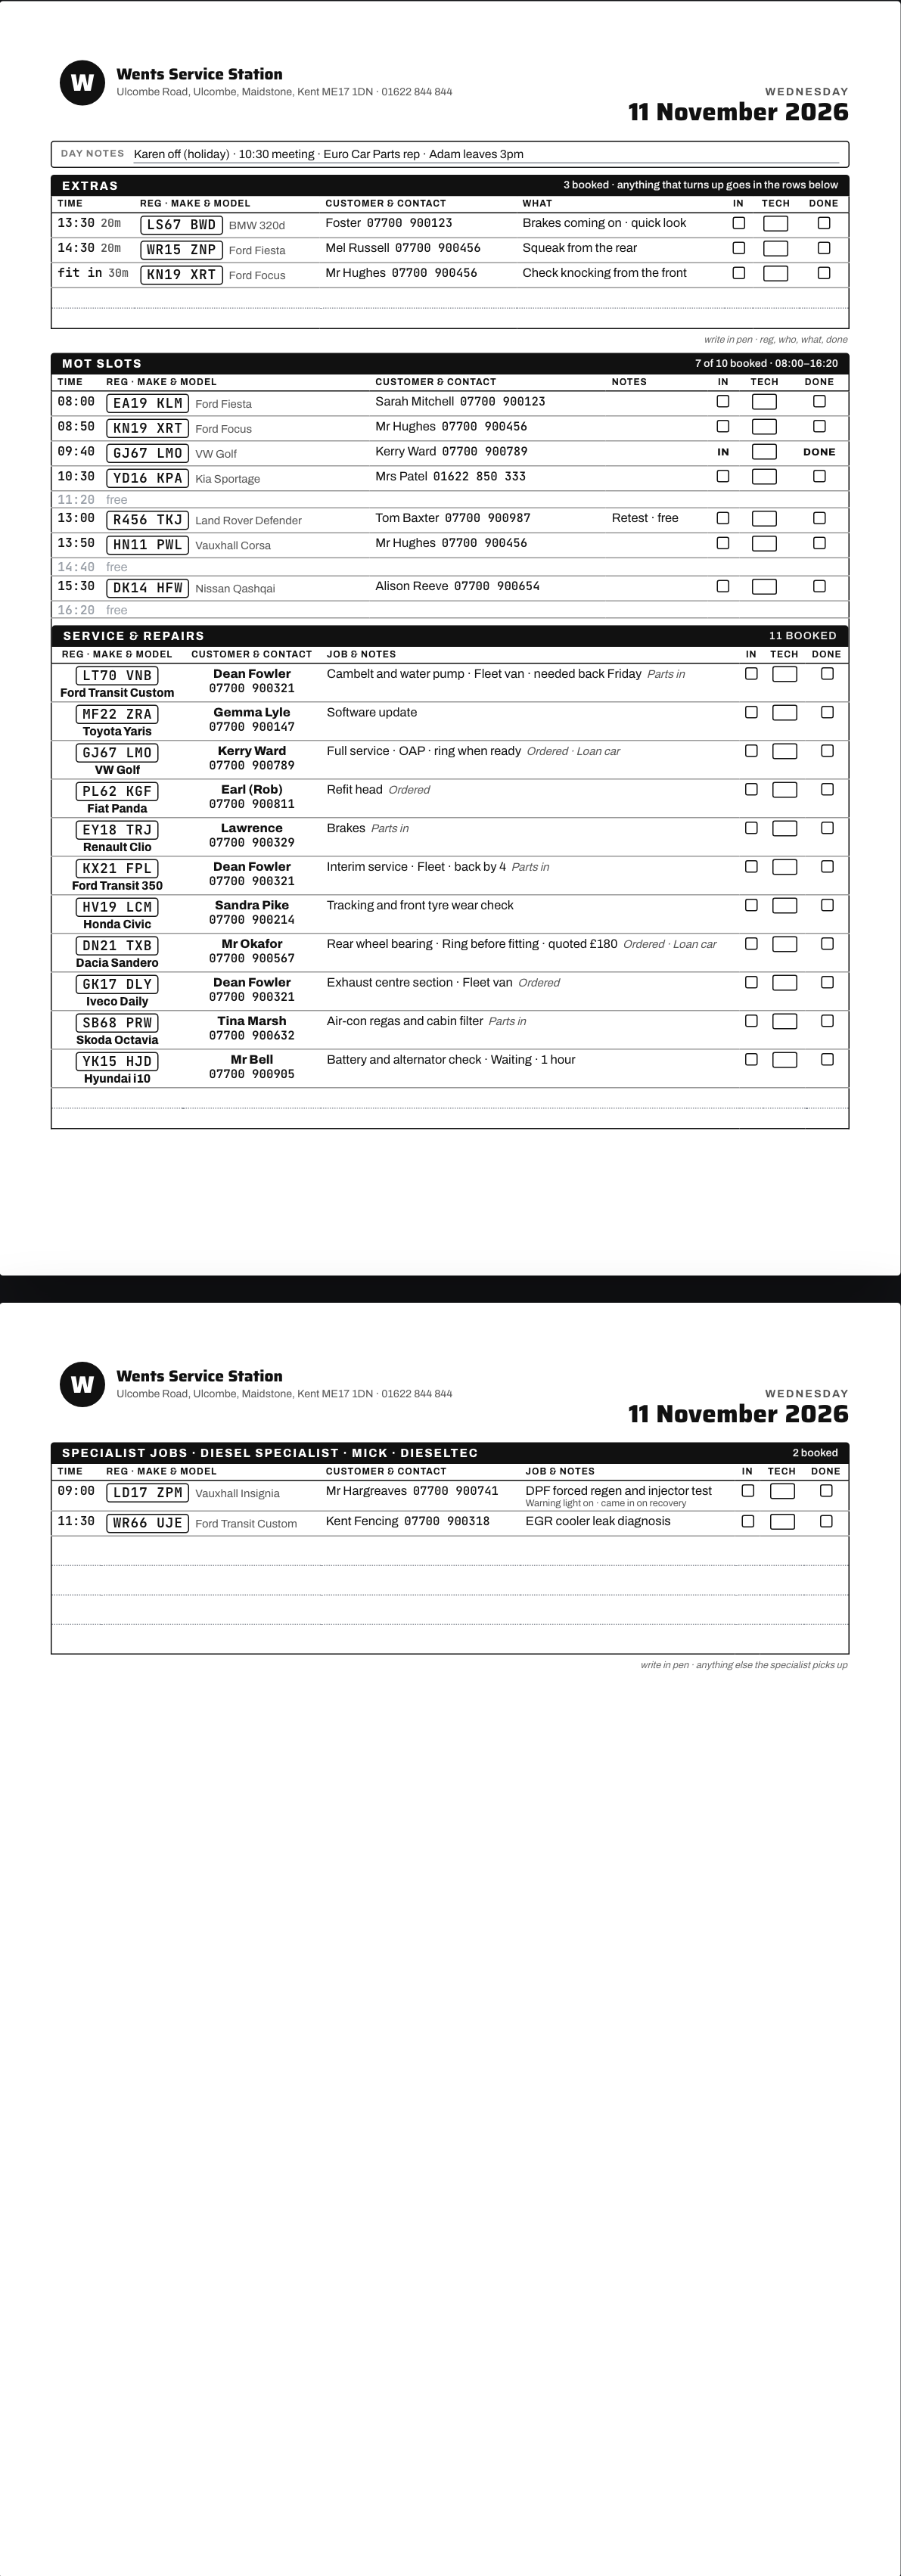 W
Wents Service Station
Ulcombe Road, Ulcombe, Maidstone, Kent ME17 1DN · 01622 844 844
WEDNESDAY
11 November 2026
DAY NOTES Karen off (holiday) · 10:30 meeting · Euro Car Parts rep · Adam leaves 3pm
EXTRAS 3 booked · anything that turns up goes in the rows below
TIME REG · MAKE & MODEL CUSTOMER & CONTACT WHAT IN TECH DONE
13:30 20m LS67 BWD BMW 320d Foster 07700 900123 Brakes coming on · quick look
14:30 20m WR15 ZNP Ford Fiesta Mel Russell 07700 900456 Squeak from the rear
fit in 30m KN19 XRT Ford Focus Mr Hughes 07700 900456 Check knocking from the front
write in pen · reg, who, what, done
MOT SLOTS 7 of 10 booked · 08:00–16:20
TIME REG · MAKE & MODEL CUSTOMER & CONTACT NOTES IN TECH DONE
08:00 EA19 KLM Ford Fiesta Sarah Mitchell 07700 900123
08:50 KN19 XRT Ford Focus Mr Hughes 07700 900456
09:40 GJ67 LMO VW Golf Kerry Ward 07700 900789 IN DONE
10:30 YD16 KPA Kia Sportage Mrs Patel 01622 850 333
11:20 free
13:00 R456 TKJ Land Rover Defender Tom Baxter 07700 900987 Retest · free
13:50 HN11 PWL Vauxhall Corsa Mr Hughes 07700 900456
14:40 free
15:30 DK14 HFW Nissan Qashqai Alison Reeve 07700 900654
16:20 free
SERVICE & REPAIRS 11 BOOKED
REG · MAKE & MODEL CUSTOMER & CONTACT JOB & NOTES IN TECH DONE
LT70 VNB Dean Fowler Cambelt and water pump · Fleet van · needed back Friday Parts in
Ford Transit Custom 07700 900321
MF22 ZRA Gemma Lyle Software update
Toyota Yaris 07700 900147
GJ67 LMO Kerry Ward Full service · OAP · ring when ready Ordered · Loan car
VW Golf 07700 900789
PL62 KGF Earl (Rob) Refit head Ordered
Fiat Panda 07700 900811
EY18 TRJ Lawrence Brakes Parts in
Renault Clio 07700 900329
KX21 FPL Dean Fowler Interim service · Fleet · back by 4 Parts in
Ford Transit 350 07700 900321
HV19 LCM Sandra Pike Tracking and front tyre wear check
Honda Civic 07700 900214
DN21 TXB Mr Okafor Rear wheel bearing · Ring before fitting · quoted £180 Ordered · Loan car
Dacia Sandero 07700 900567
GK17 DLY Dean Fowler Exhaust centre section · Fleet van Ordered
Iveco Daily 07700 900321
SB68 PRW Tina Marsh Air-con regas and cabin filter Parts in
Skoda Octavia 07700 900632
YK15 HJD Mr Bell Battery and alternator check · Waiting · 1 hour
Hyundai i10 07700 900905
W
Wents Service Station
Ulcombe Road, Ulcombe, Maidstone, Kent ME17 1DN · 01622 844 844
WEDNESDAY
11 November 2026
SPECIALIST JOBS · DIESEL SPECIALIST · MICK · DIESELTEC 2 booked
TIME REG · MAKE & MODEL CUSTOMER & CONTACT JOB & NOTES IN TECH DONE
09:00 LD17 ZPM Vauxhall Insignia Mr Hargreaves 07700 900741 DPF forced regen and injector test
Warning light on · came in on recovery
11:30 WR66 UJE Ford Transit Custom Kent Fencing 07700 900318 EGR cooler leak diagnosis
write in pen · anything else the specialist picks up